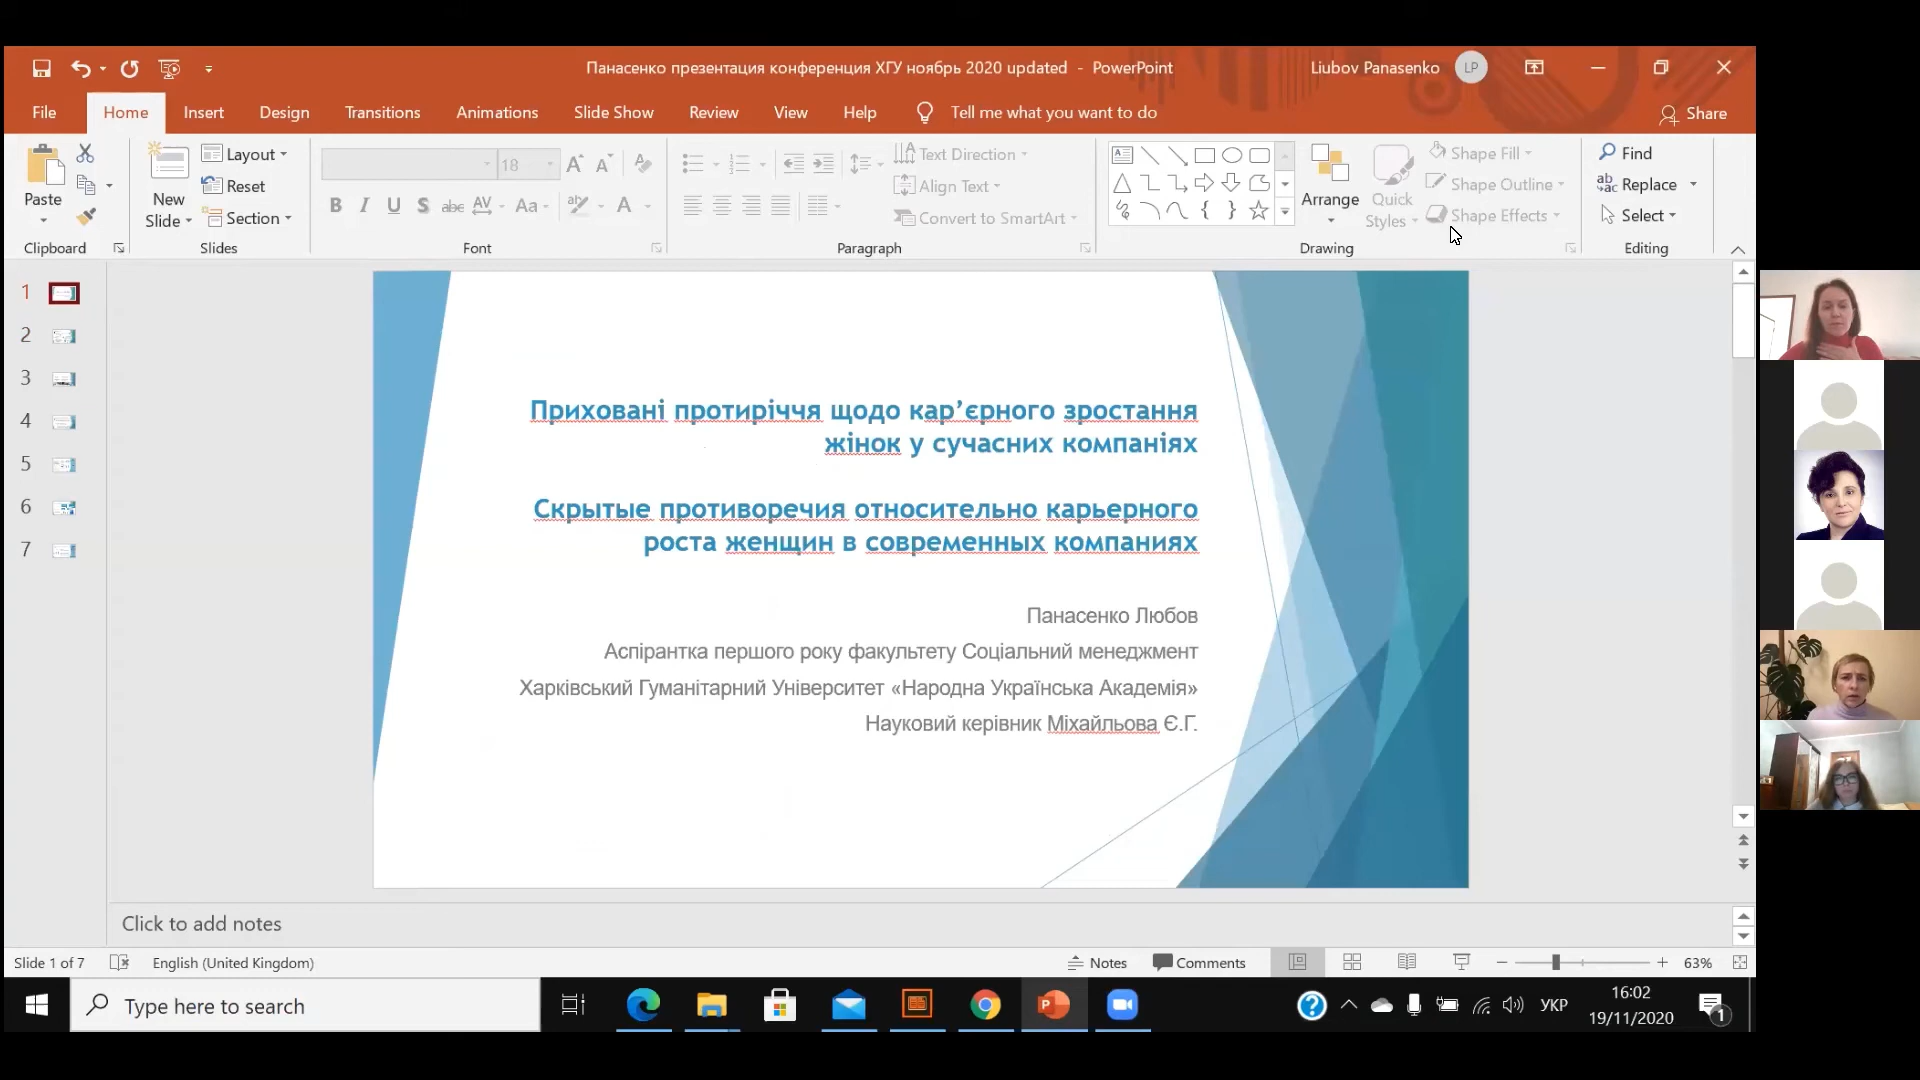 Панасенко презентация конференция ХГУ ноябрь 2020 updated - PowerPoint
Liubov Panasenko
LP
File Home Insert Design Transitions Animations Slide Show Review View Help Tell me what you want to do Share
Paste
Clipboard
New Slide
Layout
Reset
Section
Slides
18
B I U S abc AV Aa A
Font
Text Direction
Align Text
Convert to SmartArt
Paragraph
Arrange
Quick Styles
Shape Fill
Shape Outline
Shape Effects
Drawing
Find
Replace
Select
Editing
1
2
3
4
5
6
7
Приховані протиріччя щодо кар’єрного зростання
жінок у сучасних компаніях
Скрытые противоречия относительно карьерного
роста женщин в современных компаниях
Панасенко Любов
Аспірантка першого року факультету Соціальний менеджмент
Харківський Гуманітарний Університет «Народна Українська Академія»
Науковий керівник Міхайльова Є.Г.
Click to add notes
Slide 1 of 7 English (United Kingdom) Notes Comments 63%
Type here to search
УКР
16:02
19/11/2020
1